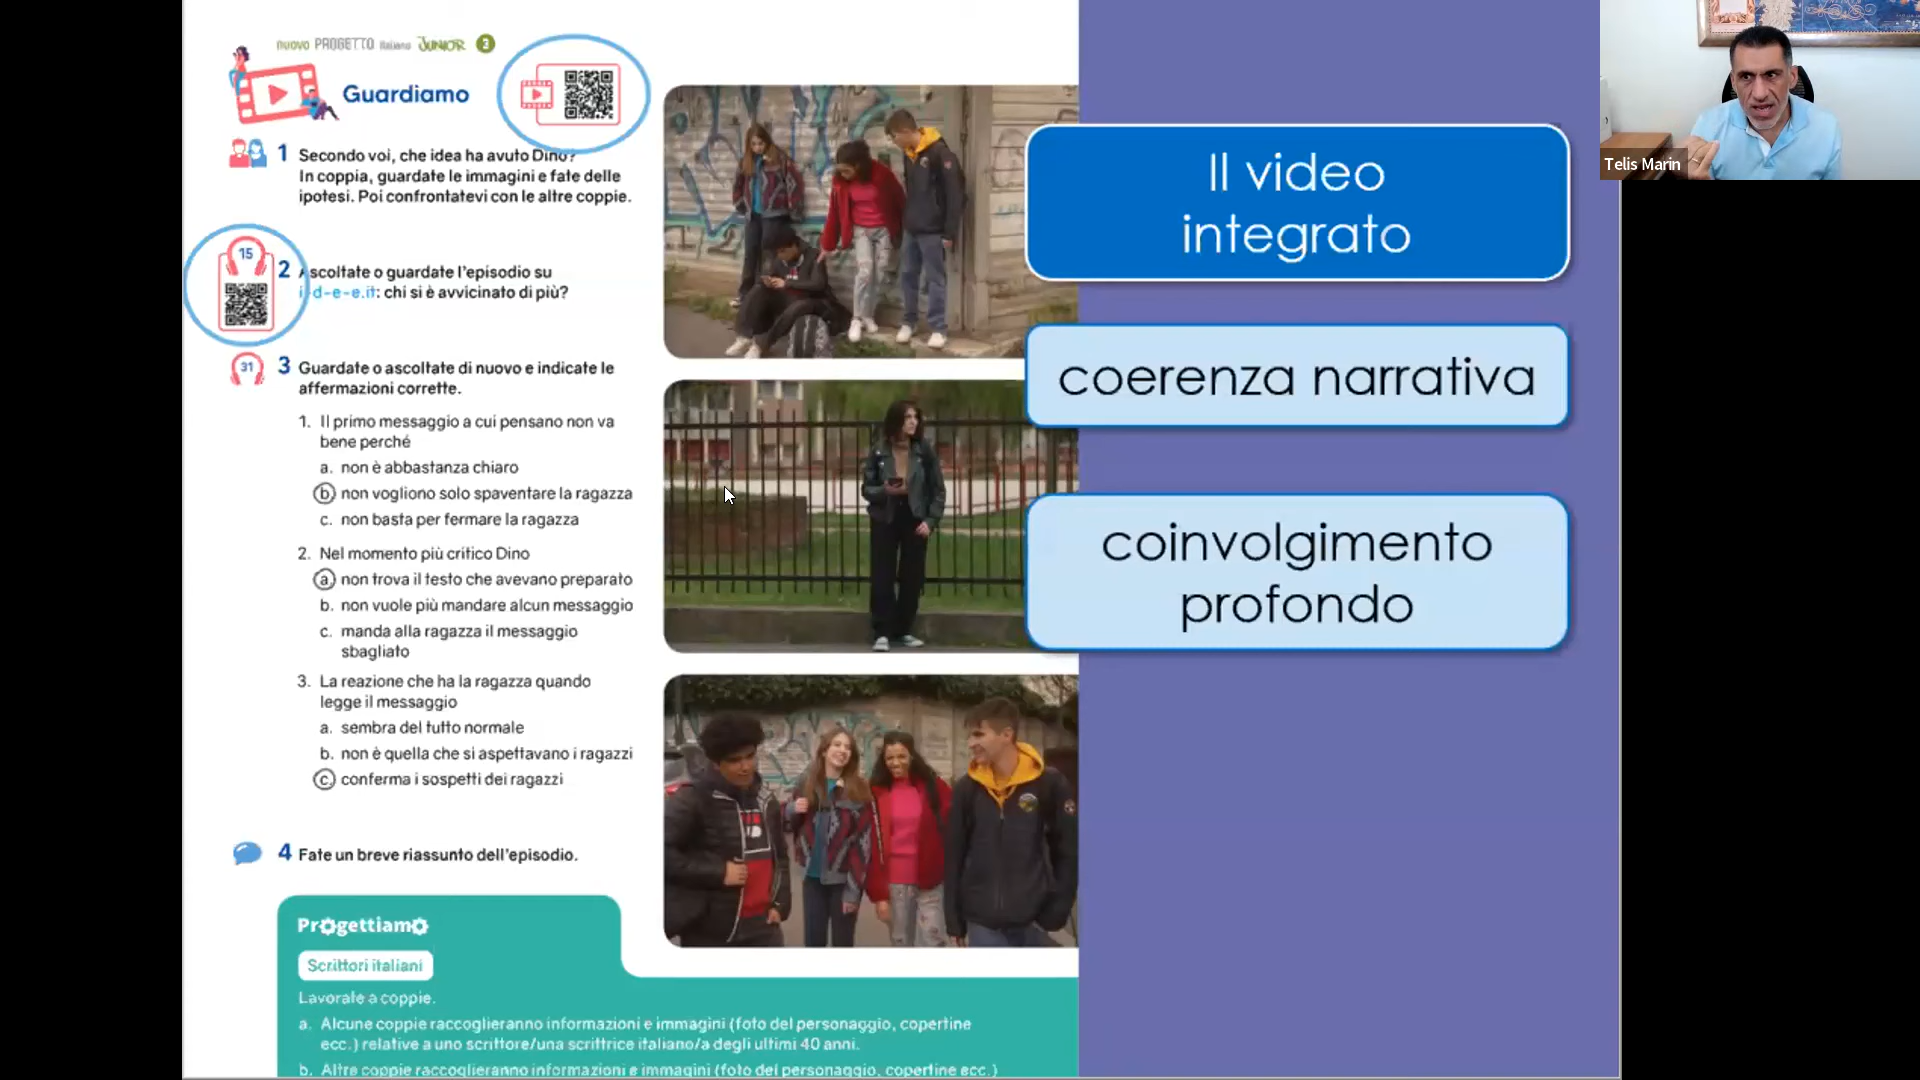 nuovo PROGETTO italiano JUNIOR 3
Guardiamo
1 Secondo voi, che idea ha avuto Dino?
In coppia, guardate le immagini e fate delle
ipotesi. Poi confrontatevi con le altre coppie.
15
2 Ascoltate o guardate l'episodio su
i-d-e-e.it: chi si è avvicinato di più?
31
3 Guardate o ascoltate di nuovo e indicate le
affermazioni corrette.
1. Il primo messaggio a cui pensano non va
bene perché
a. non è abbastanza chiaro
b. non vogliono solo spaventare la ragazza
c. non basta per fermare la ragazza
2. Nel momento più critico Dino
a. non trova il testo che avevano preparato
b. non vuole più mandare alcun messaggio
c. manda alla ragazza il messaggio
sbagliato
3. La reazione che ha la ragazza quando
legge il messaggio
a. sembra del tutto normale
b. non è quella che si aspettavano i ragazzi
c. conferma i sospetti dei ragazzi
4 Fate un breve riassunto dell'episodio.
Progettiamo
Scrittori italiani
Lavorate a coppie.
a. Alcune coppie raccoglieranno informazioni e immagini (foto del personaggio, copertine
ecc.) relative a uno scrittore/una scrittrice italiano/a degli ultimi 40 anni.
b. Altre coppie raccoglieranno informazioni e immagini (foto del personaggio, copertine ecc.)
Il video
integrato
coerenza narrativa
coinvolgimento
profondo
Telis Marin